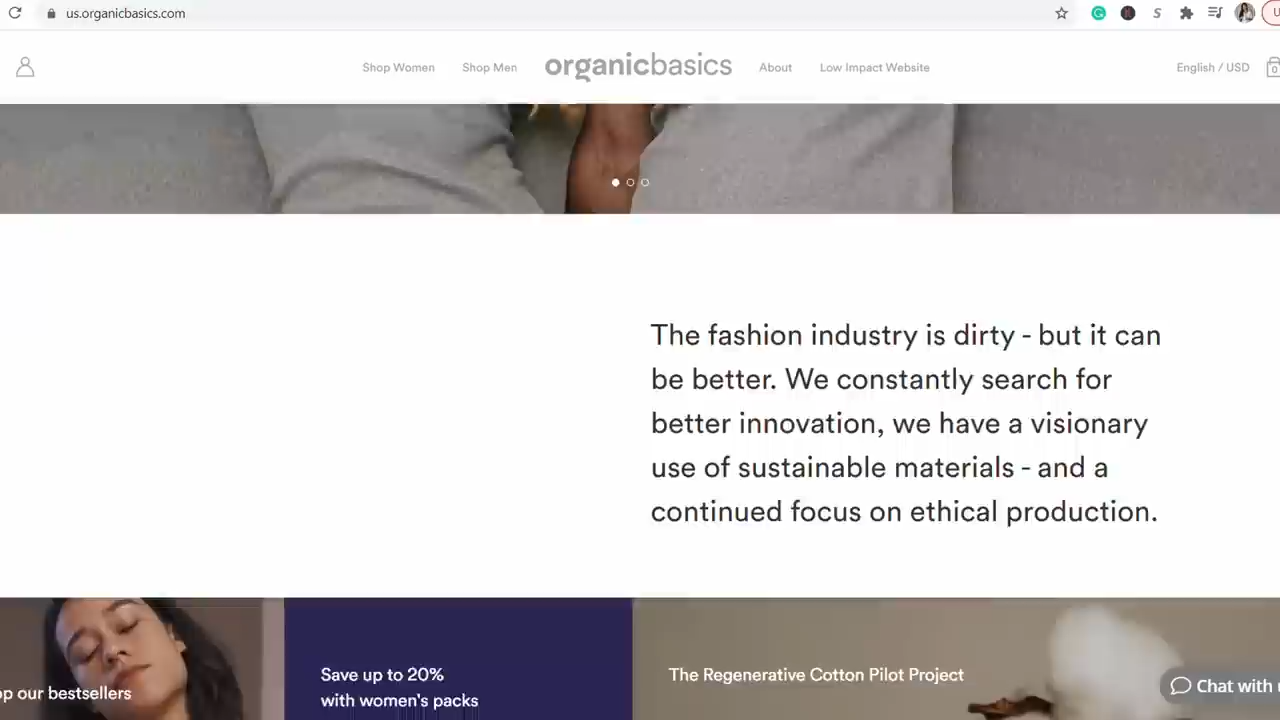 us.organicbasics.com
Shop Women
Shop Men
organicbasics
About
Low Impact Website
English / USD
0
The fashion industry is dirty - but it can
be better. We constantly search for
better innovation, we have a visionary
use of sustainable materials - and a
continued focus on ethical production.
Save up to 20%
with women's packs
The Regenerative Cotton Pilot Project
op our bestsellers
Chat with